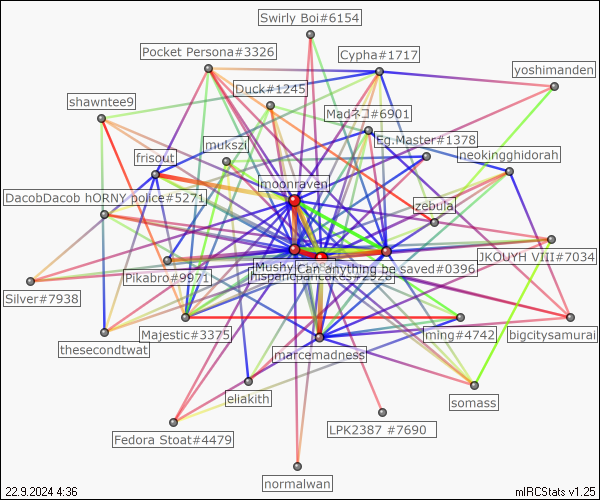 Swirly Boi#6154
Pocket Persona#3326
Cypha#1717
yoshimanden
Duck#1245
shawntee9
Madネコ#6901
Eg.Master#1378
mukszi
frisout
neokingghidorah
moonraven
DacobDacob hORNY police#5271
zebula
JKOUYH VIII#7034
Mushy
Can anything be saved#0396
Pikabro#9971
Silver#7938
Majestic#3375
ming#4742
bigcitysamurai
thesecondtwat
marcemadness
eliakith
somass
LPK2387 #7690
Fedora Stoat#4479
normalwan
22.9.2024 4:36
mIRCStats v1.25